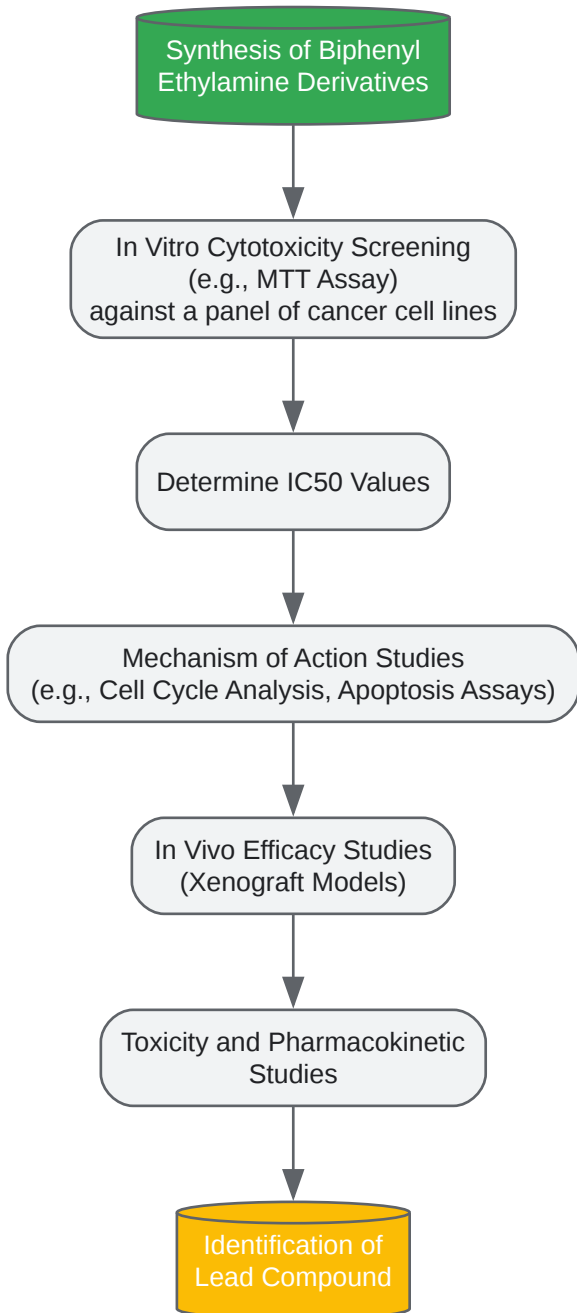 Synthesis of Biphenyl
Ethylamine Derivatives
In Vitro Cytotoxicity Screening
(e.g., MTT Assay)
against a panel of cancer cell lines
Determine IC50 Values
Mechanism of Action Studies
(e.g., Cell Cycle Analysis, Apoptosis Assays)
In Vivo Efficacy Studies
(Xenograft Models)
Toxicity and Pharmacokinetic
Studies
Identification of
Lead Compound